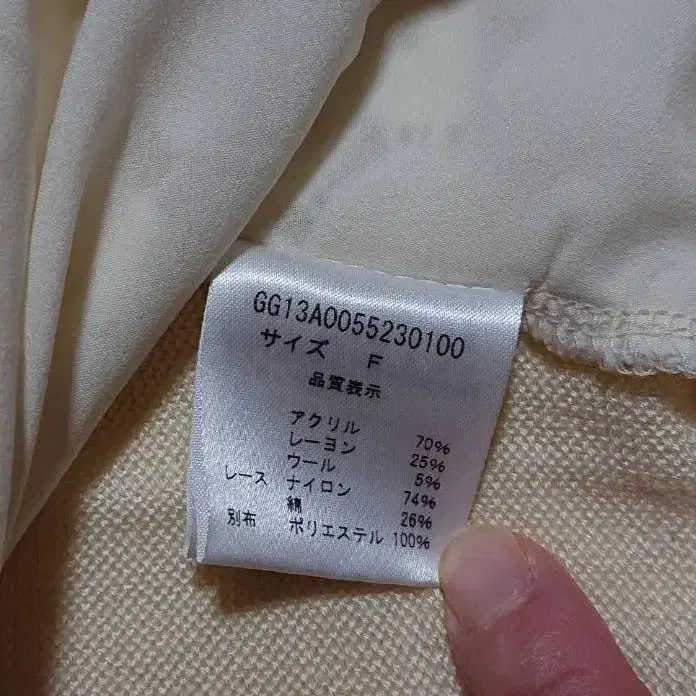 GG13A0055230100
サイズ F
品質表示
アクリル 70%
レーヨン 25%
ウール 5%
レース ナイロン 74%
綿 26%
別布 ポリエステル 100%